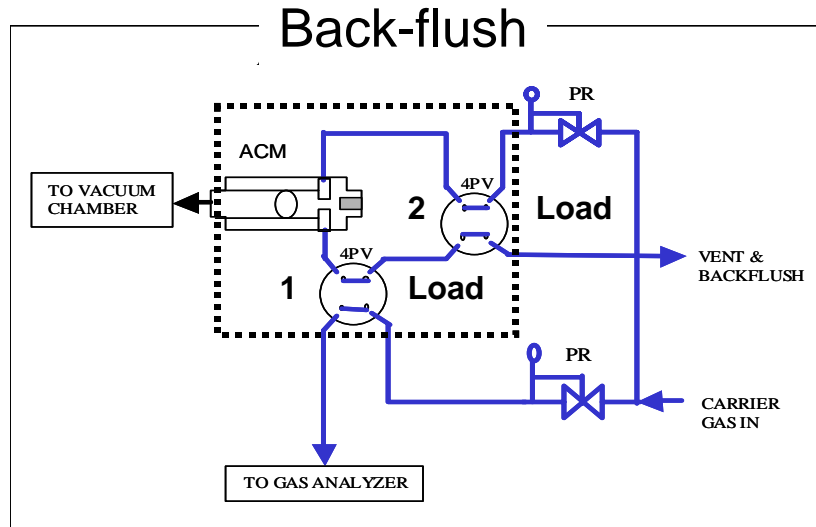 Back-flush
PR
ACM
4PV
TO VACUUM
CHAMBER
2
Load
4PV
VENT &
BACKFLUSH
1
Load
PR
CARRIER
GAS IN
TO GAS ANALYZER